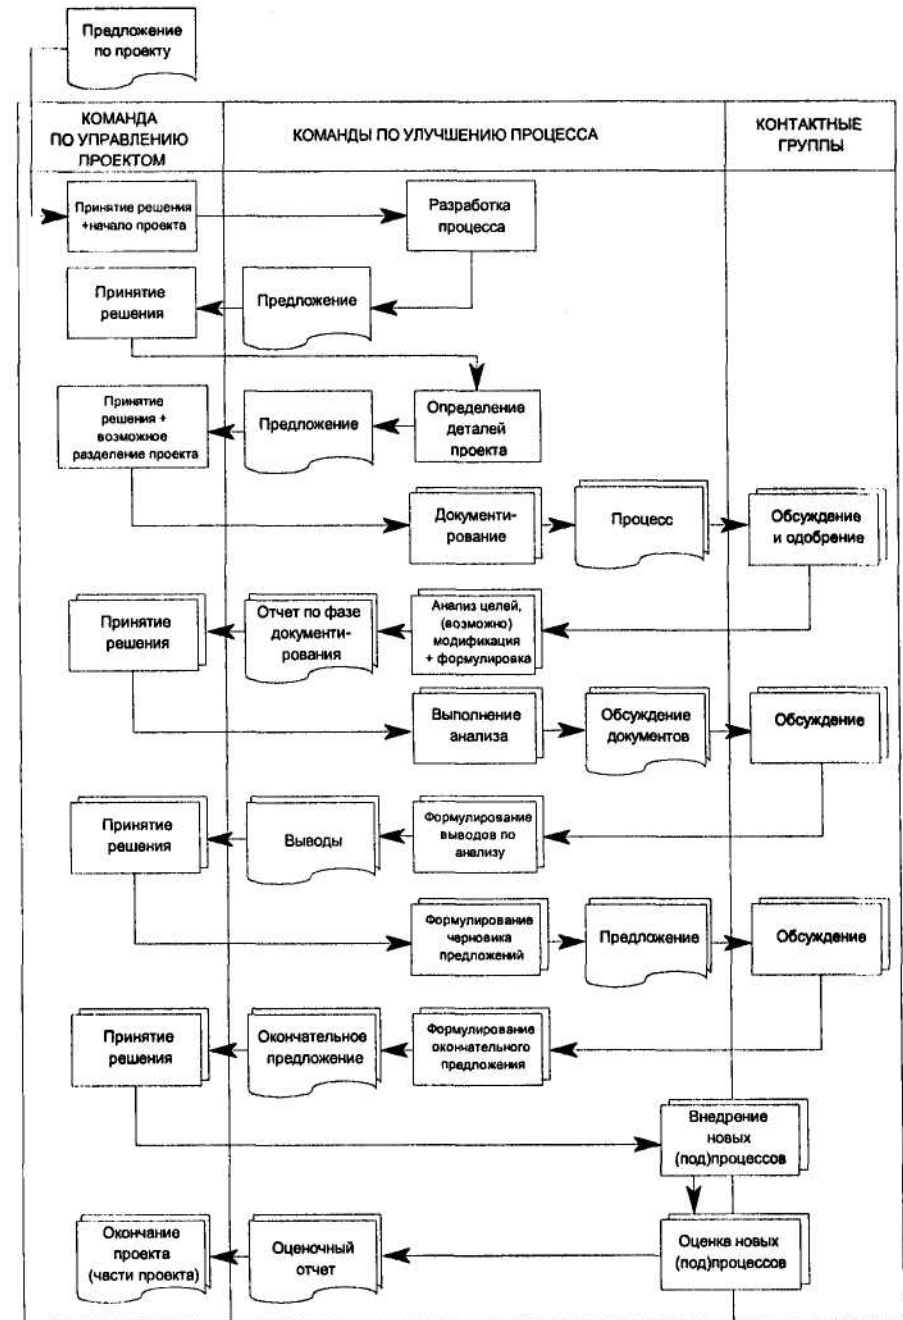 Предложение
по проекту
КОМАНДА
ПО УПРАВЛЕНИЮ
ПРОЕКТОМ
КОМАНДЫ ПО УЛУЧШЕНИЮ ПРОЦЕССА
КОНТАКТНЫЕ
ГРУППЫ
Принятие решения
+начало проекта
Разработка
процесса
Принятие
решения
Предложение
Принятие
решения +
возможное
разделение проекта
Предложение
Определение
деталей
проекта
Документи-
рование
Процесс
Обсуждение
и одобрение
Принятие
решения
Отчет по фазе
документи-
рования
Анализ целей,
(возможно)
модификация
+ формулировка
Выполнение
анализа
Обсуждение
документов
Обсуждение
Принятие
решения
Выводы
Формулирование
выводов по
анализу
Формулирование
черновика
предложений
Предложение
Обсуждение
Принятие
решения
Окончательное
предложение
Формулирование
окончательного
предложения
Внедрение
новых
(под)процессов
Окончание
проекта
(части проекта)
Оценочный
отчет
Оценка новых
(под)процессов